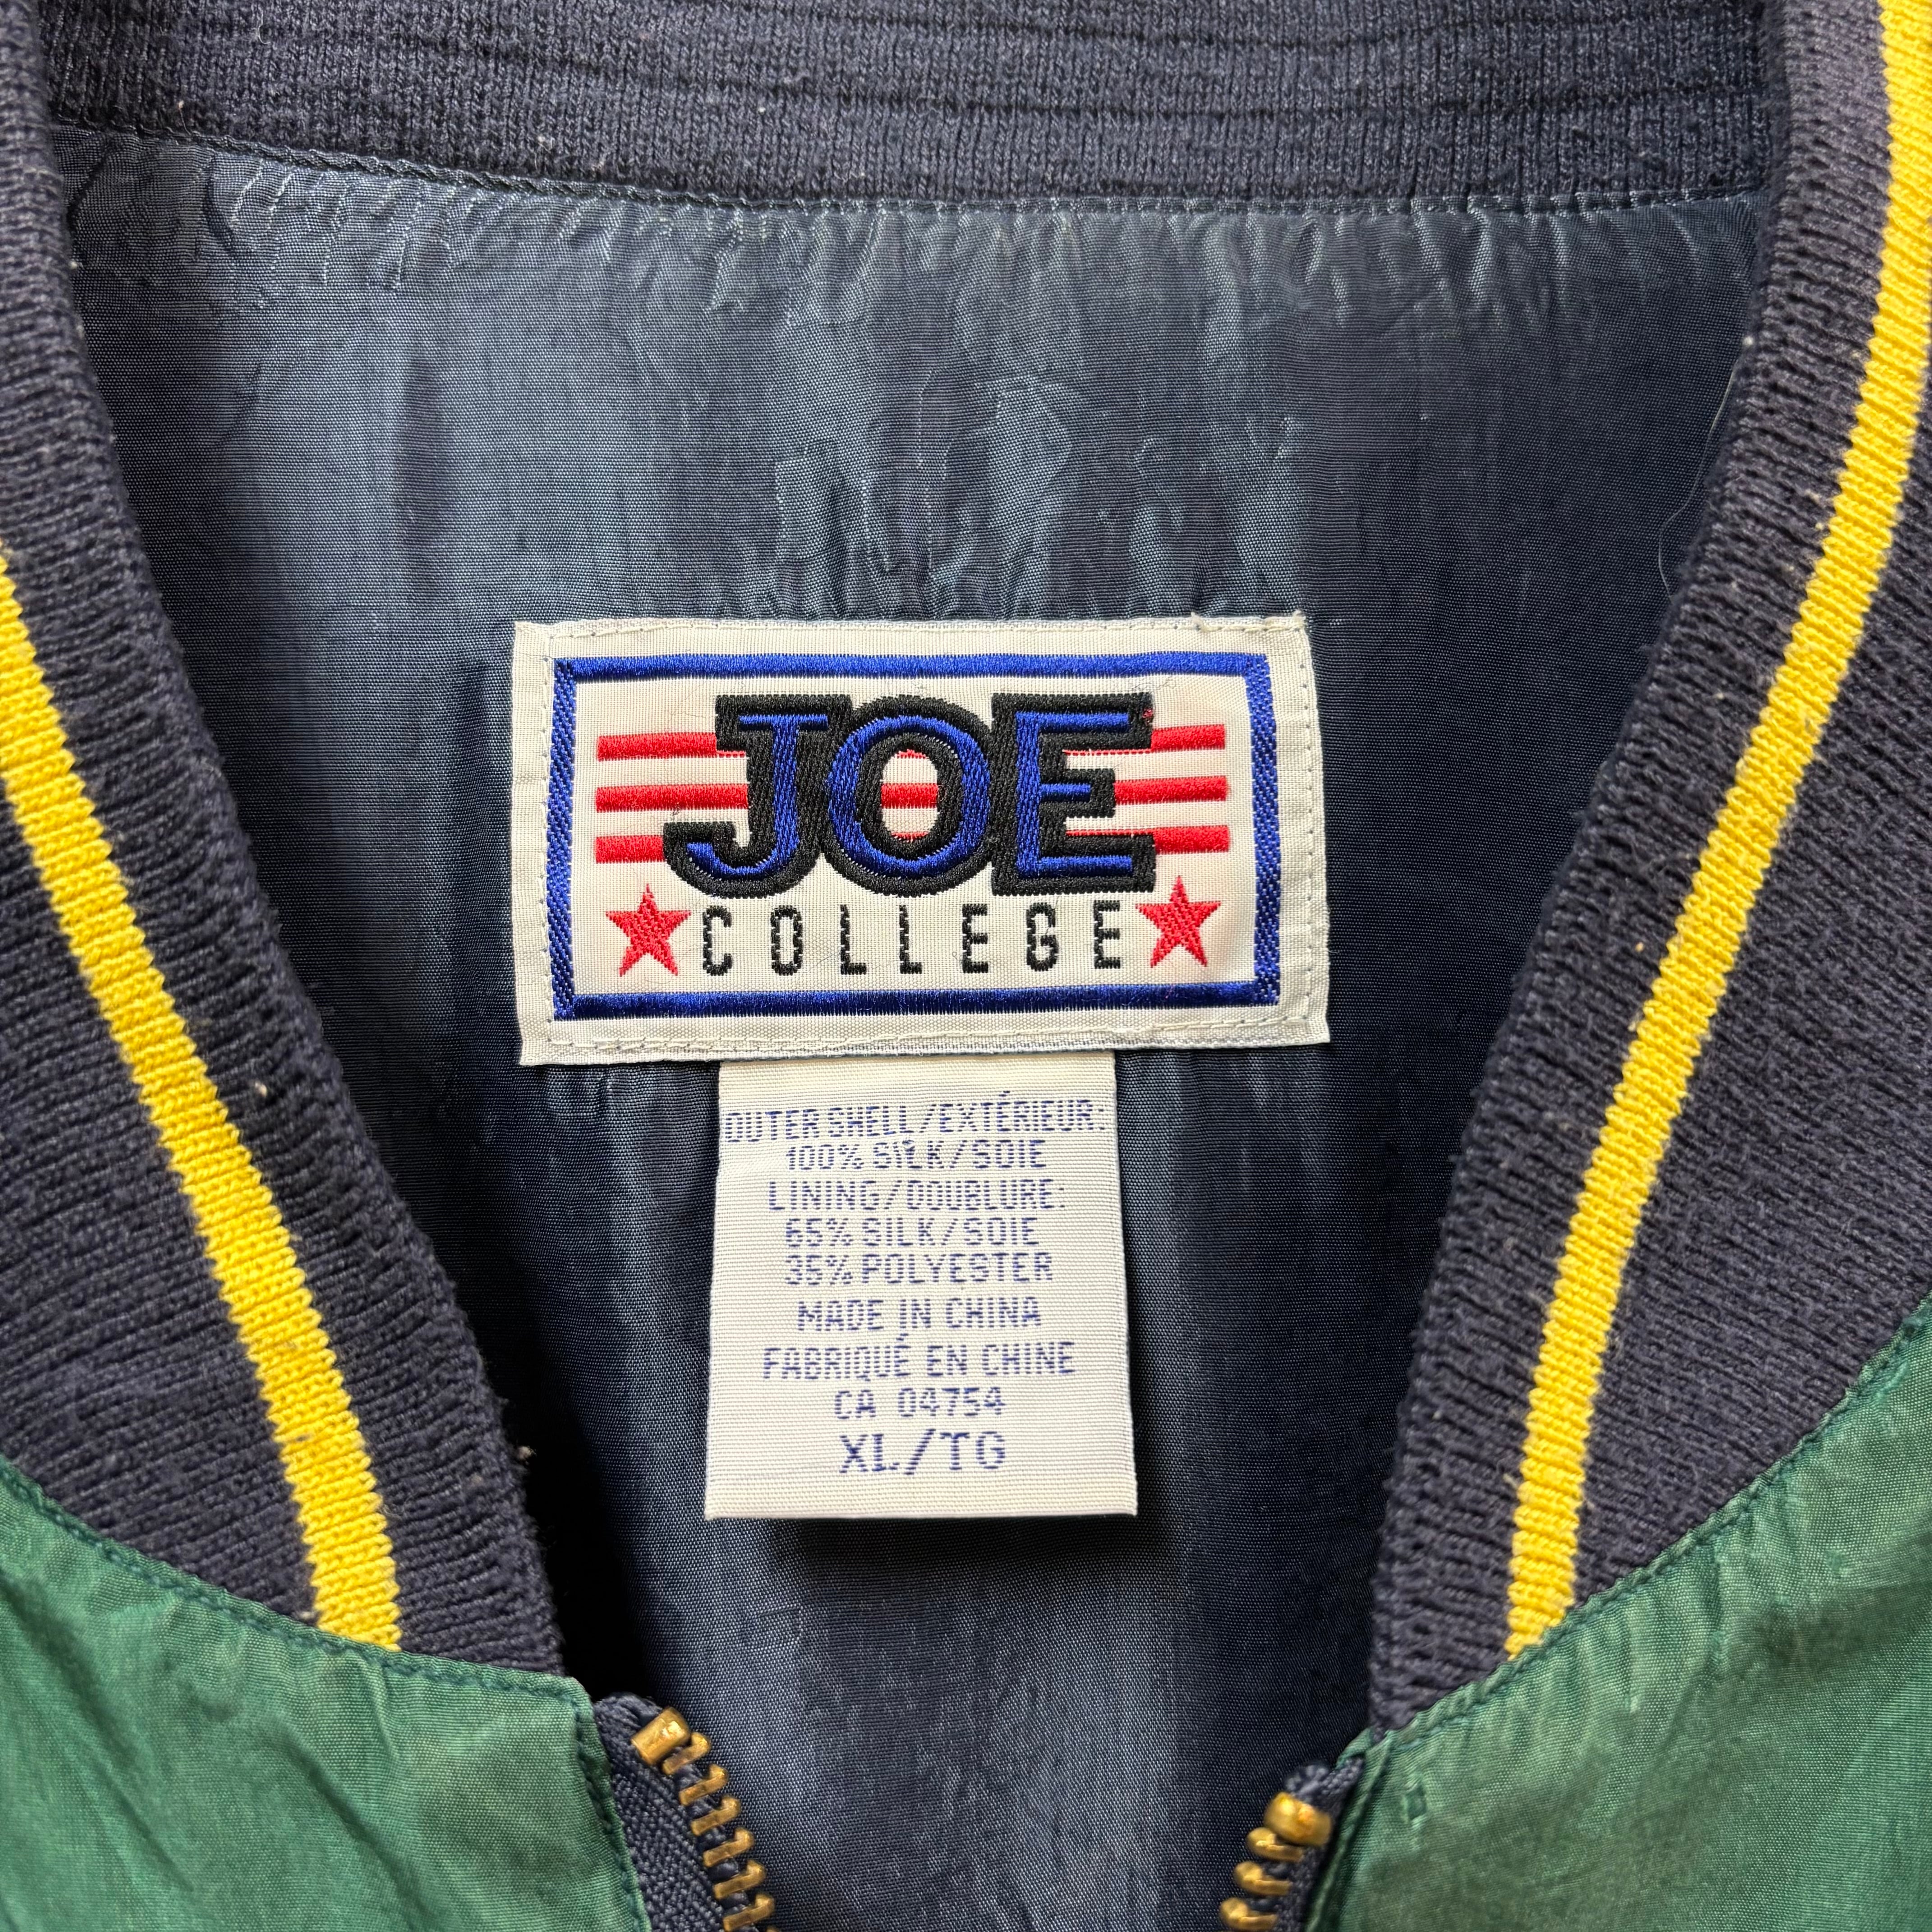 JOE
COLLEGE
OUTER SHELL/EXTÉRIEUR:
100% SILK/SOIE
LINING/DOUBLURE:
65% SILK/SOIE
35% POLYESTER
MADE IN CHINA
FABRIQUÉ EN CHINE
CA 04754
XL/TG